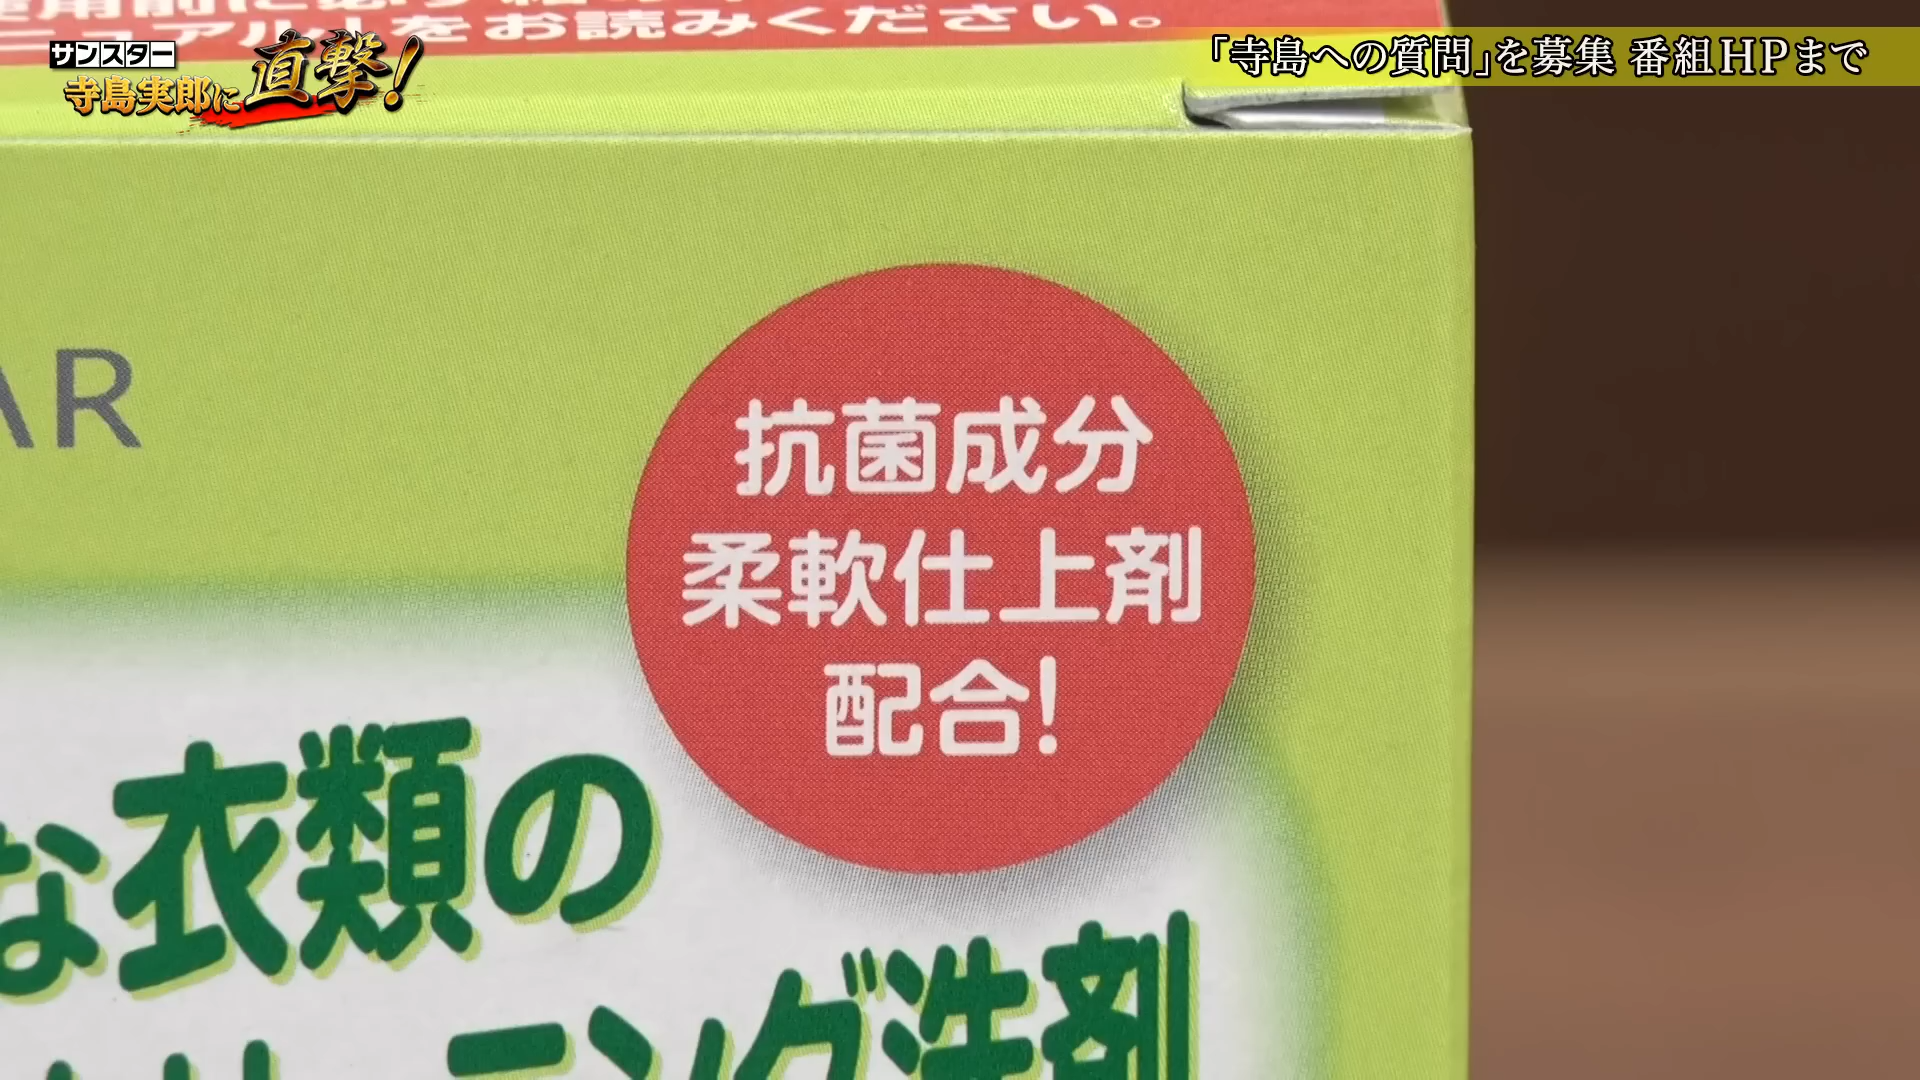 ニュアル」をお読みください。
サンスター
寺島実郎に直撃!
「寺島への質問」を募集 番組HPまで
AR
抗菌成分
柔軟仕上剤
配合!
な衣類の
ング洗剤